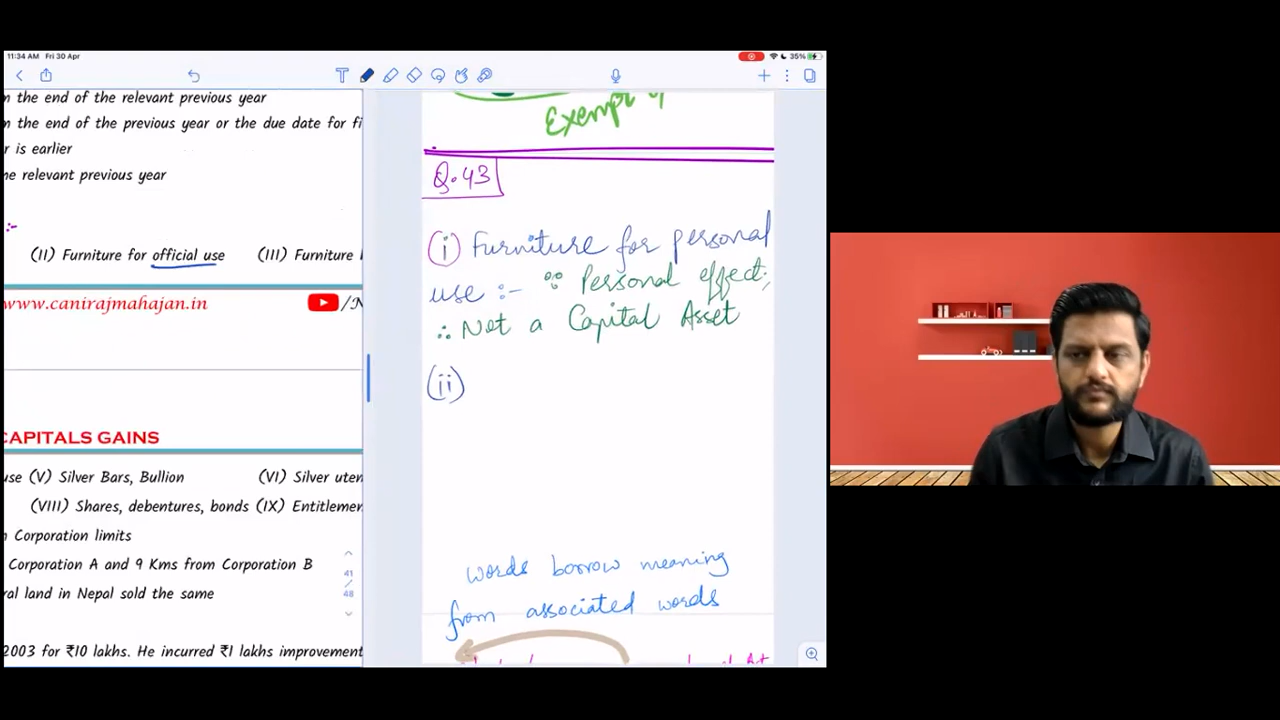 11:34 AM Fri 30 Apr
35%
n the end of the relevant previous year
n the end of the previous year or the due date for fi
r is earlier
ne relevant previous year
:-
(II) Furniture for official use (III) Furniture
www.canirajmahajan.in
/N
CAPITALS GAINS
use (V) Silver Bars, Bullion (VI) Silver uten
(VIII) Shares, debentures, bonds (IX) Entitlemen
n Corporation limits
Corporation A and 9 Kms from Corporation B
ral land in Nepal sold the same
2003 for ₹10 lakhs. He incurred ₹1 lakhs improvement
41
/
48
T
Exempt
Q.43
(i) Furniture for personal
use :- ∵ Personal effect;
∴ Not a Capital Asset
(ii)
words borrow meaning
from associated words